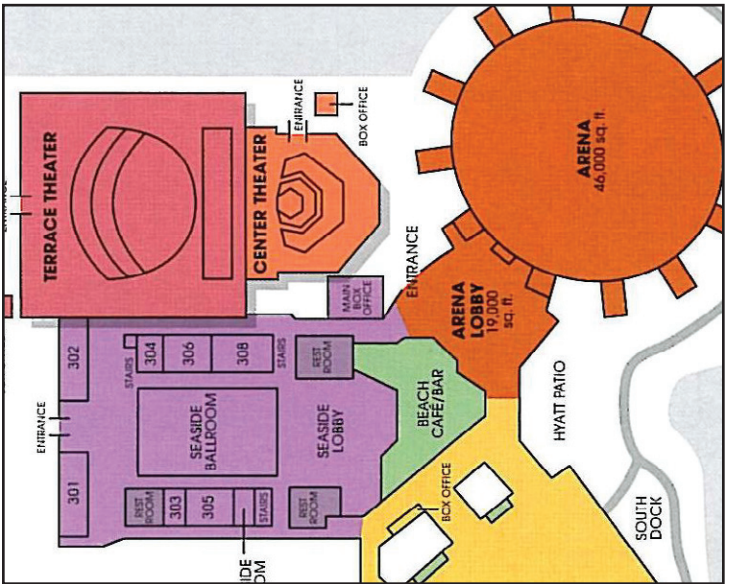 TERRACE THEATER
CENTER THEATER
ENTRANCE
BOX OFFICE
ARENA
46,000 sq. ft.
ENTRANCE
ARENA
LOBBY
19,000
sq. ft.
MAIN
BOX
OFFICE
302
STAIRS
304
306
308
STAIRS
REST
ROOM
ENTRANCE
SEASIDE
BALLROOM
SEASIDE
LOBBY
BEACH
CAFÉ/BAR
HYATT PATIO
301
REST
ROOM
303
305
STAIRS
REST
ROOM
BOX OFFICE
SOUTH
DOCK